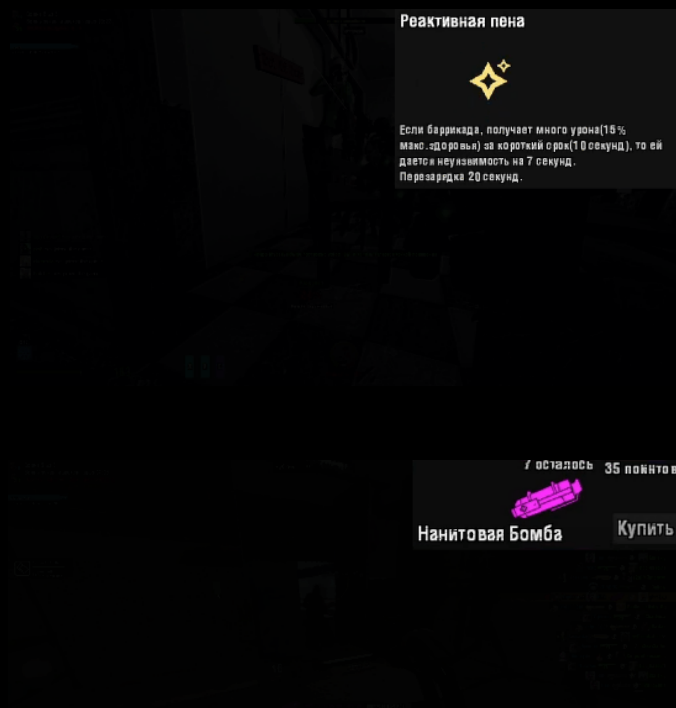 Реактивная пена
Если баррикада, получает много урона(15%
макс.здоровья) за короткий срок(10 секунд), то ей
дается неуязвимость на 7 секунд.
Перезарядка 20 секунд.
7 осталось 35 пойнтов
Нанитовая Бомба
Купить